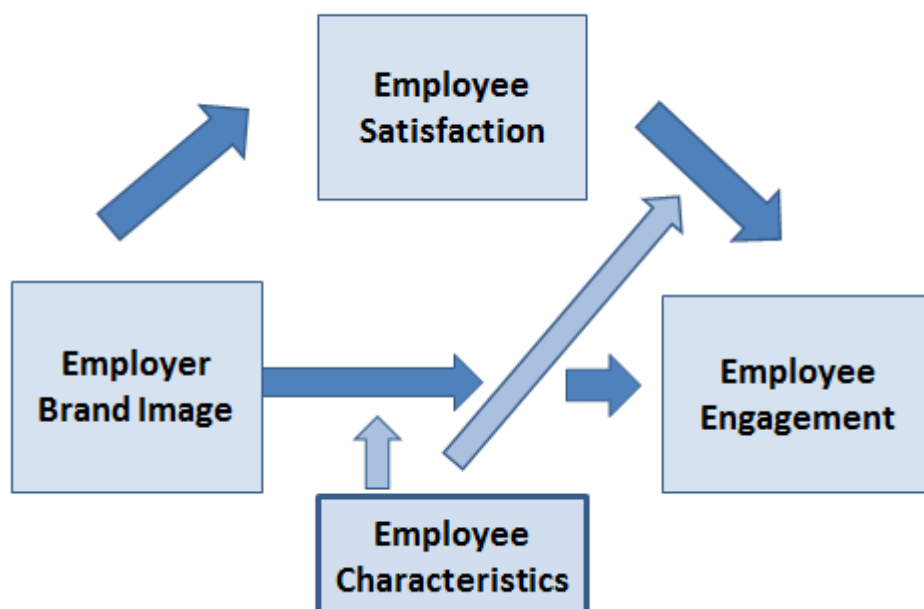 Employee
Satisfaction
Employer
Brand Image
Employee
Engagement
Employee
Characteristics